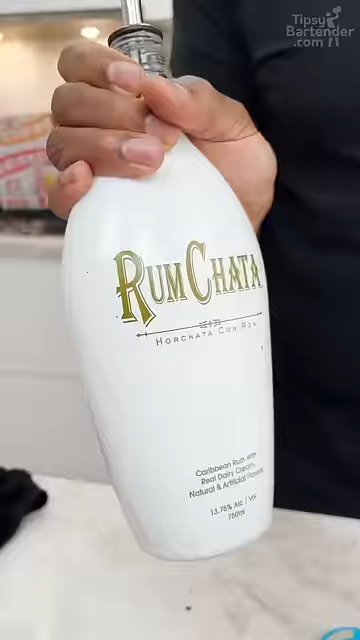 Tipsy
Bartender
.com
RUMCHATA
HORCHATA CON RON
Caribbean Rum with
Real Dairy Cream,
Natural & Artificial Flavors
13.75% Alc / Vol
750ml